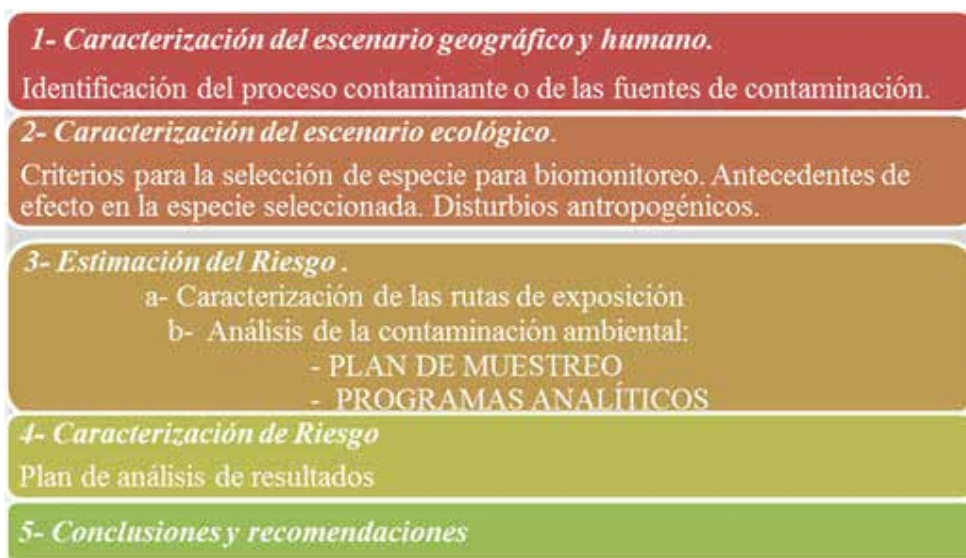 1- Caracterización del escenario geográfico y humano.
Identificación del proceso contaminante o de las fuentes de contaminación.
2- Caracterización del escenario ecológico.
Criterios para la selección de especie para biomonitoreo. Antecedentes de
efecto en la especie seleccionada. Disturbios antropogénicos.
3- Estimación del Riesgo .
a- Caracterización de las rutas de exposición
b- Análisis de la contaminación ambiental:
- PLAN DE MUESTREO
- PROGRAMAS ANALÍTICOS
4- Caracterización de Riesgo
Plan de análisis de resultados
5- Conclusiones y recomendaciones